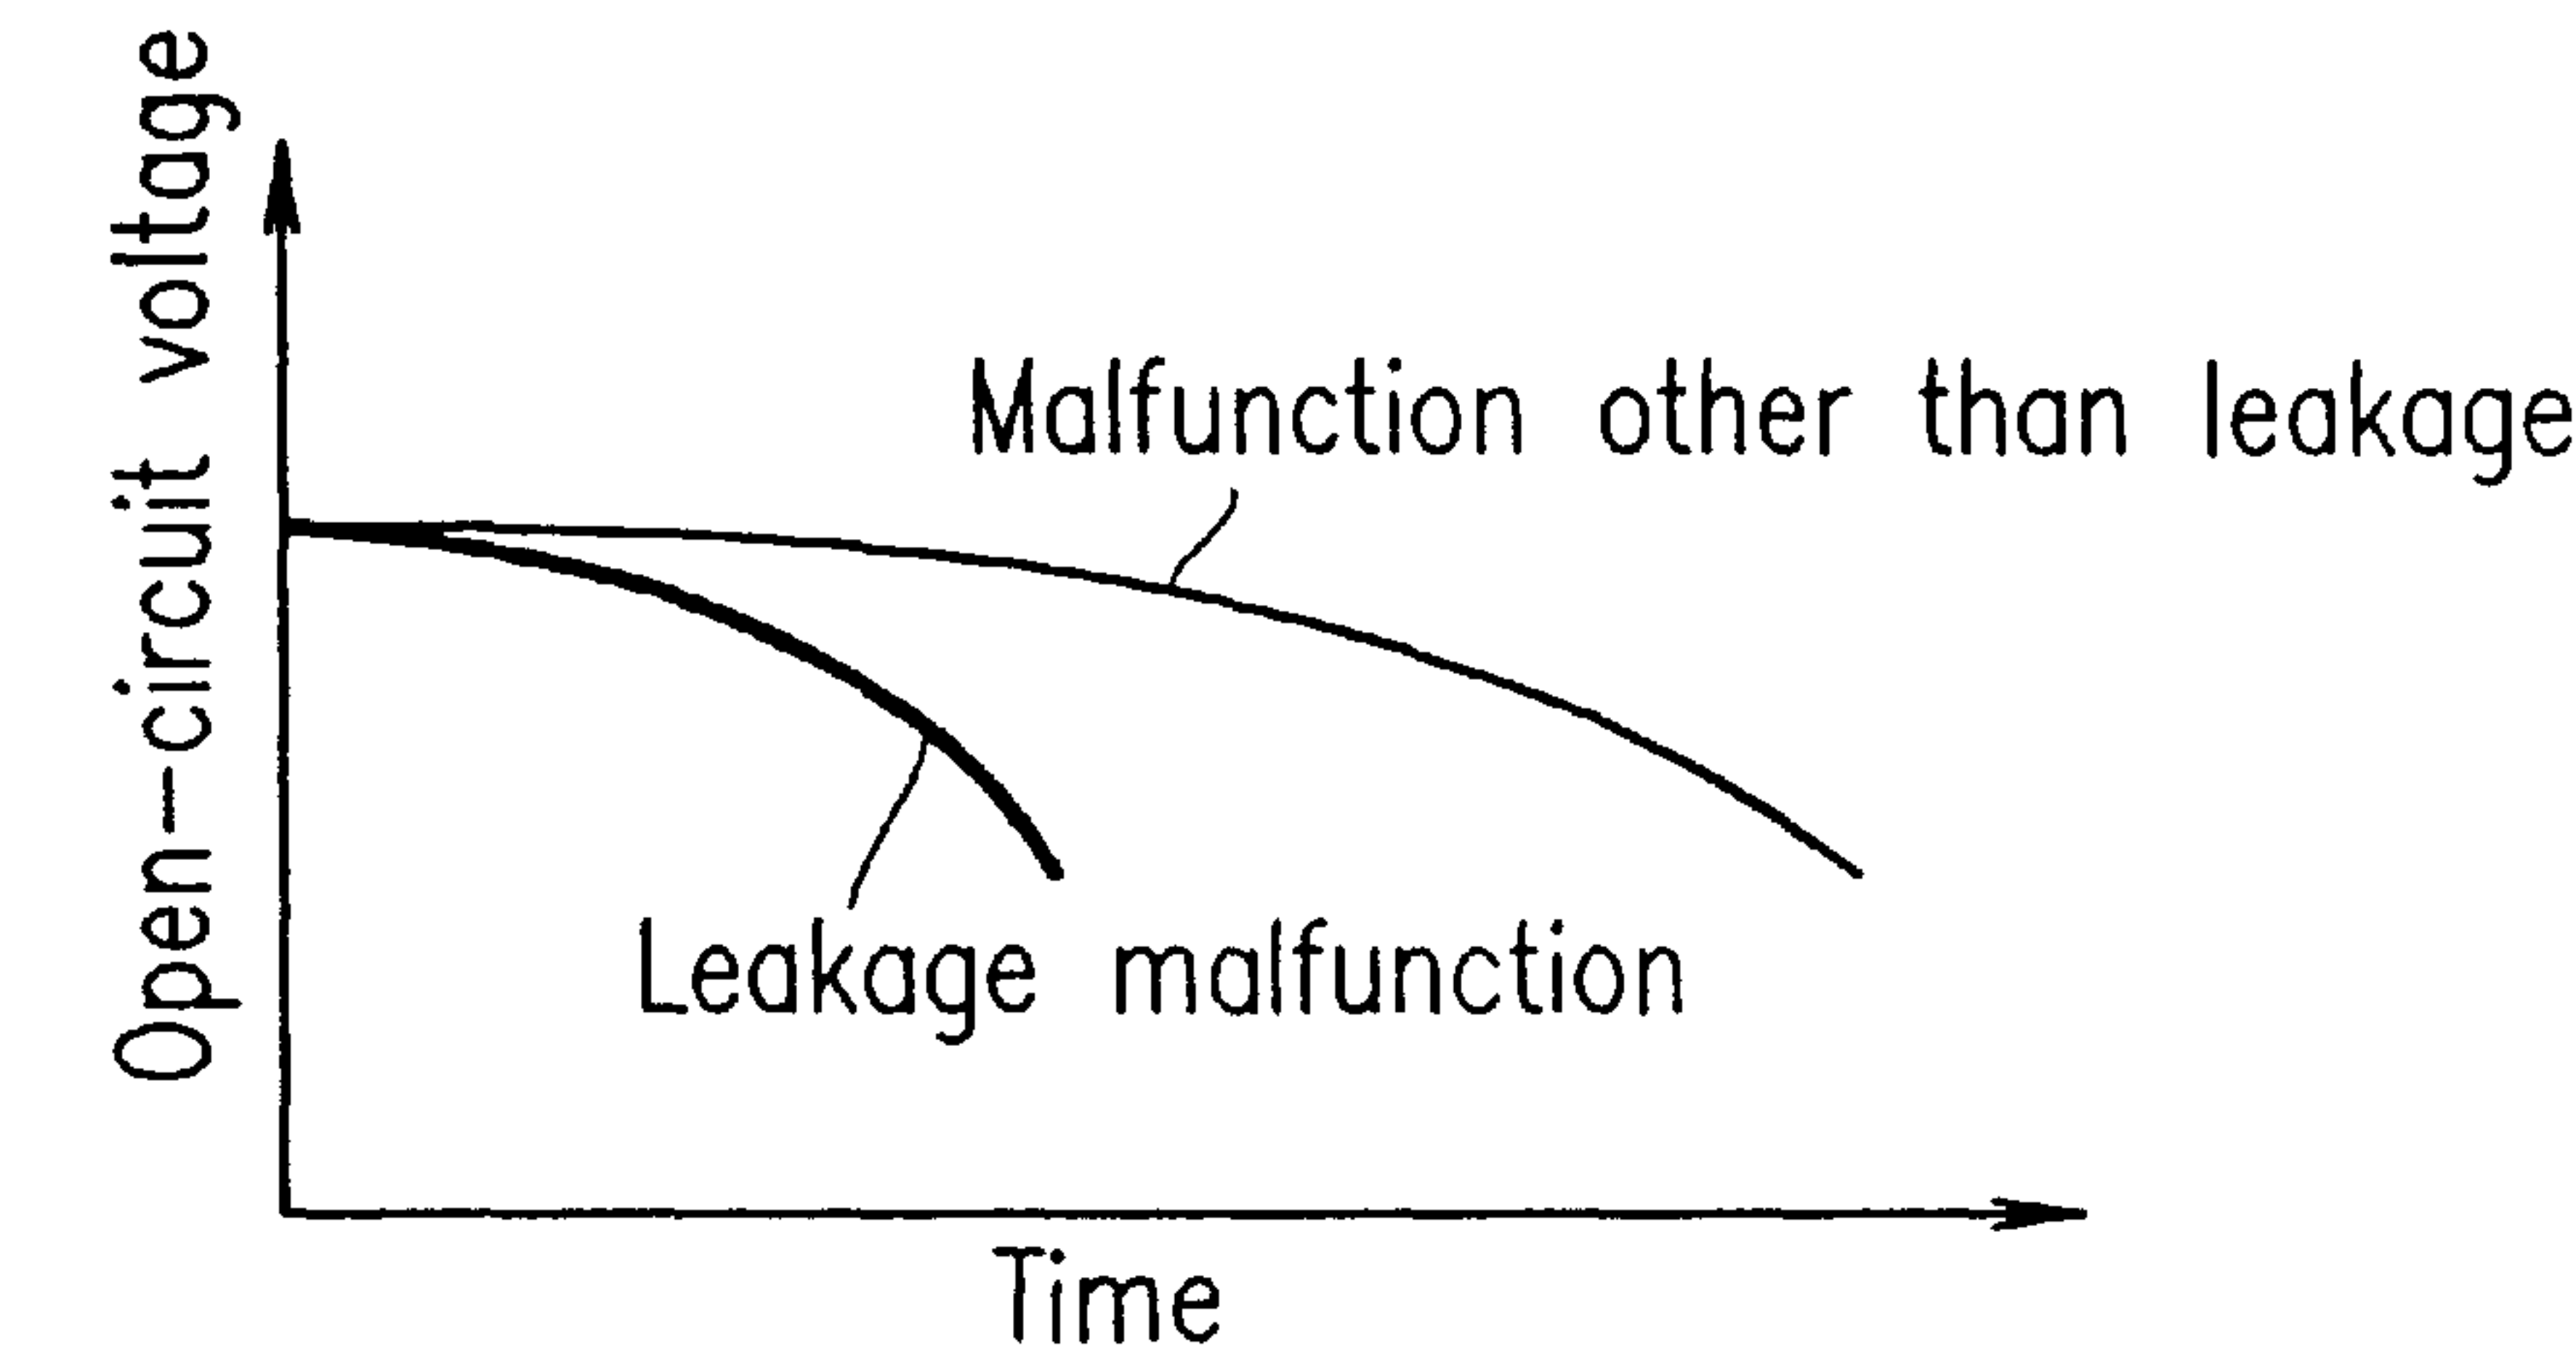 Open-circuit voltage
Malfunction other than leakage
Leakage malfunction
Time